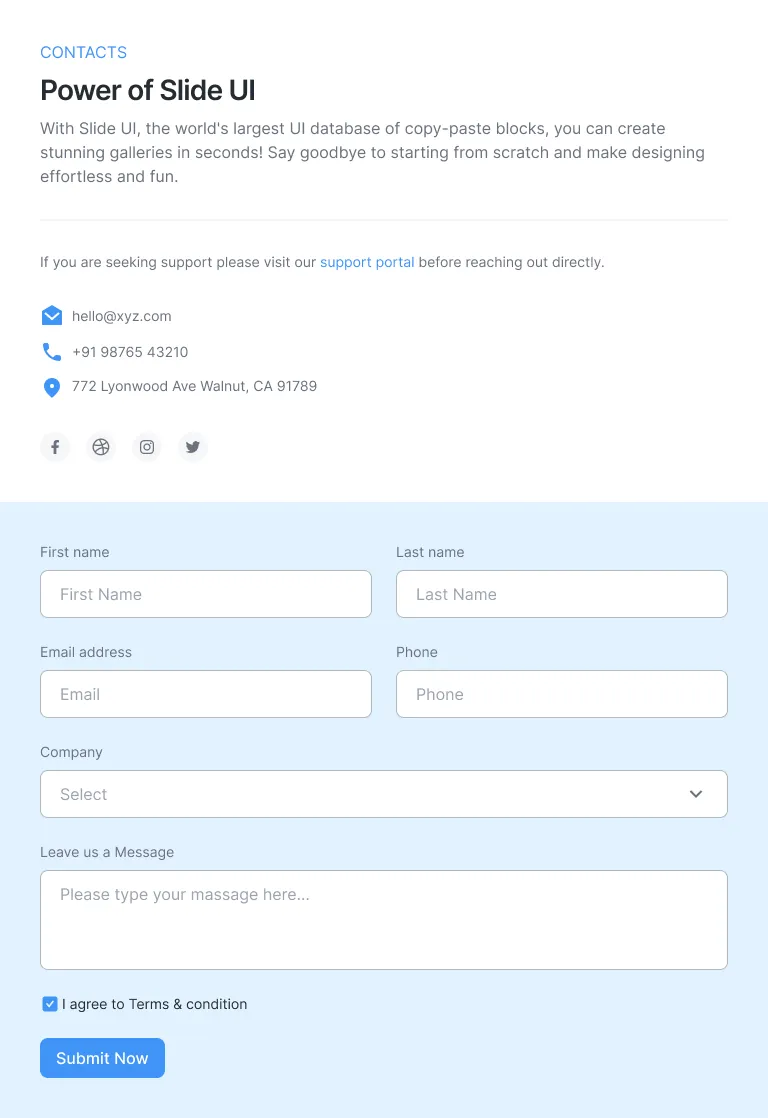 CONTACTS
Power of Slide UI
With Slide UI, the world's largest UI database of copy-paste blocks, you can create
stunning galleries in seconds! Say goodbye to starting from scratch and make designing
effortless and fun.
If you are seeking support please visit our support portal before reaching out directly.
hello@xyz.com
+91 98765 43210
772 Lyonwood Ave Walnut, CA 91789
First name
Last name
First Name
Last Name
Email address
Phone
Email
Phone
Company
Select
Leave us a Message
Please type your massage here...
I agree to Terms & condition
Submit Now